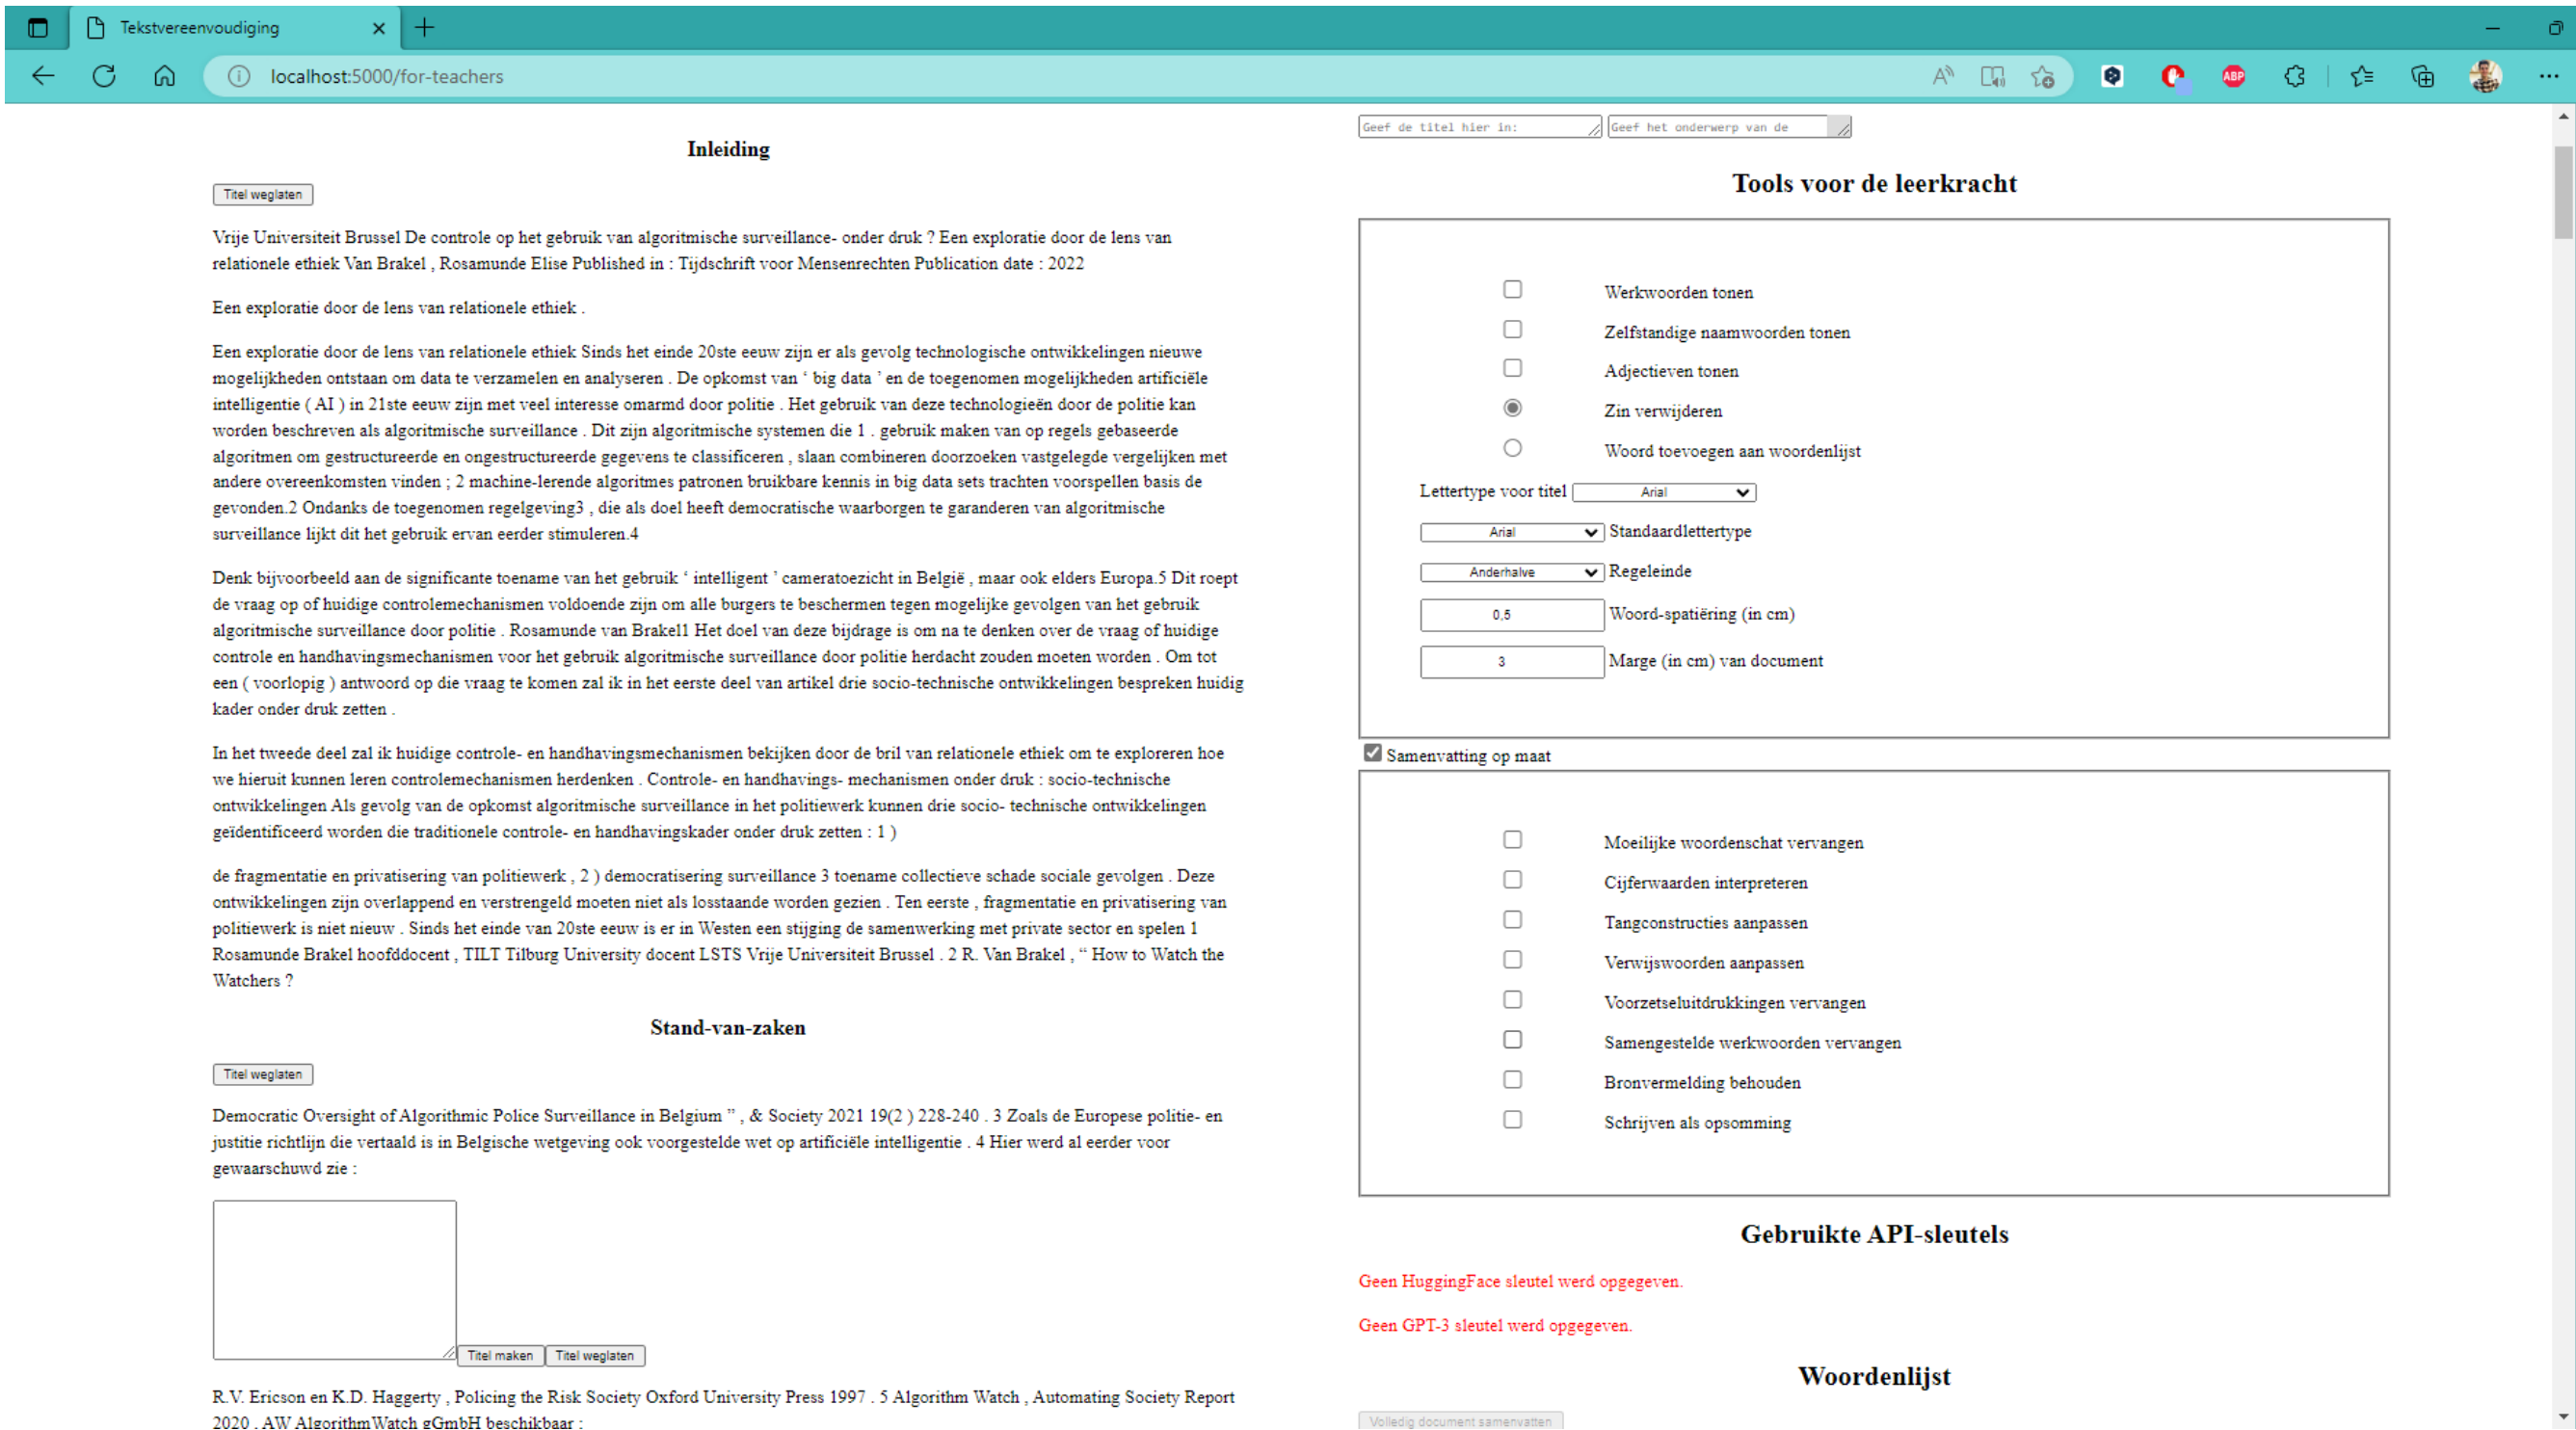 Tekstvereenvoudiging
localhost:5000/for-teachers
ABP
Inleiding
Titel weglaten
Vrije Universiteit Brussel De controle op het gebruik van algoritmische surveillance- onder druk ? Een exploratie door de lens van
relationele ethiek Van Brakel , Rosamunde Elise Published in : Tijdschrift voor Mensenrechten Publication date : 2022
Een exploratie door de lens van relationele ethiek .
Een exploratie door de lens van relationele ethiek Sinds het einde 20ste eeuw zijn er als gevolg technologische ontwikkelingen nieuwe
mogelijkheden ontstaan om data te verzamelen en analyseren . De opkomst van ‘ big data ’ en de toegenomen mogelijkheden artificiële
intelligentie ( AI ) in 21ste eeuw zijn met veel interesse omarmd door politie . Het gebruik van deze technologieën door de politie kan
worden beschreven als algoritmische surveillance . Dit zijn algoritmische systemen die 1 . gebruik maken van op regels gebaseerde
algoritmen om gestructureerde en ongestructureerde gegevens te classificeren , slaan combineren doorzoeken vastgelegde vergelijken met
andere overeenkomsten vinden ; 2 machine-lerende algoritmes patronen bruikbare kennis in big data sets trachten voorspellen basis de
gevonden.2 Ondanks de toegenomen regelgeving3 , die als doel heeft democratische waarborgen te garanderen van algoritmische
surveillance lijkt dit het gebruik ervan eerder stimuleren.4
Denk bijvoorbeeld aan de significante toename van het gebruik ‘ intelligent ’ cameratoezicht in België , maar ook elders Europa.5 Dit roept
de vraag op of huidige controlemechanismen voldoende zijn om alle burgers te beschermen tegen mogelijke gevolgen van het gebruik
algoritmische surveillance door politie . Rosamunde van Brakel1 Het doel van deze bijdrage is om na te denken over de vraag of huidige
controle en handhavingsmechanismen voor het gebruik algoritmische surveillance door politie herdacht zouden moeten worden . Om tot
een ( voorlopig ) antwoord op die vraag te komen zal ik in het eerste deel van artikel drie socio-technische ontwikkelingen bespreken huidig
kader onder druk zetten .
In het tweede deel zal ik huidige controle- en handhavingsmechanismen bekijken door de bril van relationele ethiek om te exploreren hoe
we hieruit kunnen leren controlemechanismen herdenken . Controle- en handhavings- mechanismen onder druk : socio-technische
ontwikkelingen Als gevolg van de opkomst algoritmische surveillance in het politiewerk kunnen drie socio- technische ontwikkelingen
geïdentificeerd worden die traditionele controle- en handhavingskader onder druk zetten : 1 )
de fragmentatie en privatisering van politiewerk , 2 ) democratisering surveillance 3 toename collectieve schade sociale gevolgen . Deze
ontwikkelingen zijn overlappend en verstrengeld moeten niet als losstaande worden gezien . Ten eerste , fragmentatie en privatisering van
politiewerk is niet nieuw . Sinds het einde van 20ste eeuw is er in Westen een stijging de samenwerking met private sector en spelen 1
Rosamunde Brakel hoofddocent , TILT Tilburg University docent LSTS Vrije Universiteit Brussel . 2 R. Van Brakel , “ How to Watch the
Watchers ?
Stand-van-zaken
Titel weglaten
Democratic Oversight of Algorithmic Police Surveillance in Belgium ” , & Society 2021 19(2 ) 228-240 . 3 Zoals de Europese politie- en
justitie richtlijn die vertaald is in Belgische wetgeving ook voorgestelde wet op artificiële intelligentie . 4 Hier werd al eerder voor
gewaarschuwd zie :
Titel maken Titel weglaten
R.V. Ericson en K.D. Haggerty , Policing the Risk Society Oxford University Press 1997 . 5 Algorithm Watch , Automating Society Report
2020 . AW AlgorithmWatch gGmbH beschikbaar :
Geef de titel hier in: Geef het onderwerp van de
Tools voor de leerkracht
Werkwoorden tonen
Zelfstandige naamwoorden tonen
Adjectieven tonen
Zin verwijderen
Woord toevoegen aan woordenlijst
Lettertype voor titel Arial
Arial Standaardlettertype
Anderhalve Regeleinde
0,5 Woord-spatiëring (in cm)
3 Marge (in cm) van document
Samenvatting op maat
Moeilijke woordenschat vervangen
Cijferwaarden interpreteren
Tangconstructies aanpassen
Verwijswoorden aanpassen
Voorzetseluitdrukkingen vervangen
Samengestelde werkwoorden vervangen
Bronvermelding behouden
Schrijven als opsomming
Gebruikte API-sleutels
Geen HuggingFace sleutel werd opgegeven.
Geen GPT-3 sleutel werd opgegeven.
Woordenlijst
Volledig document samenvatten